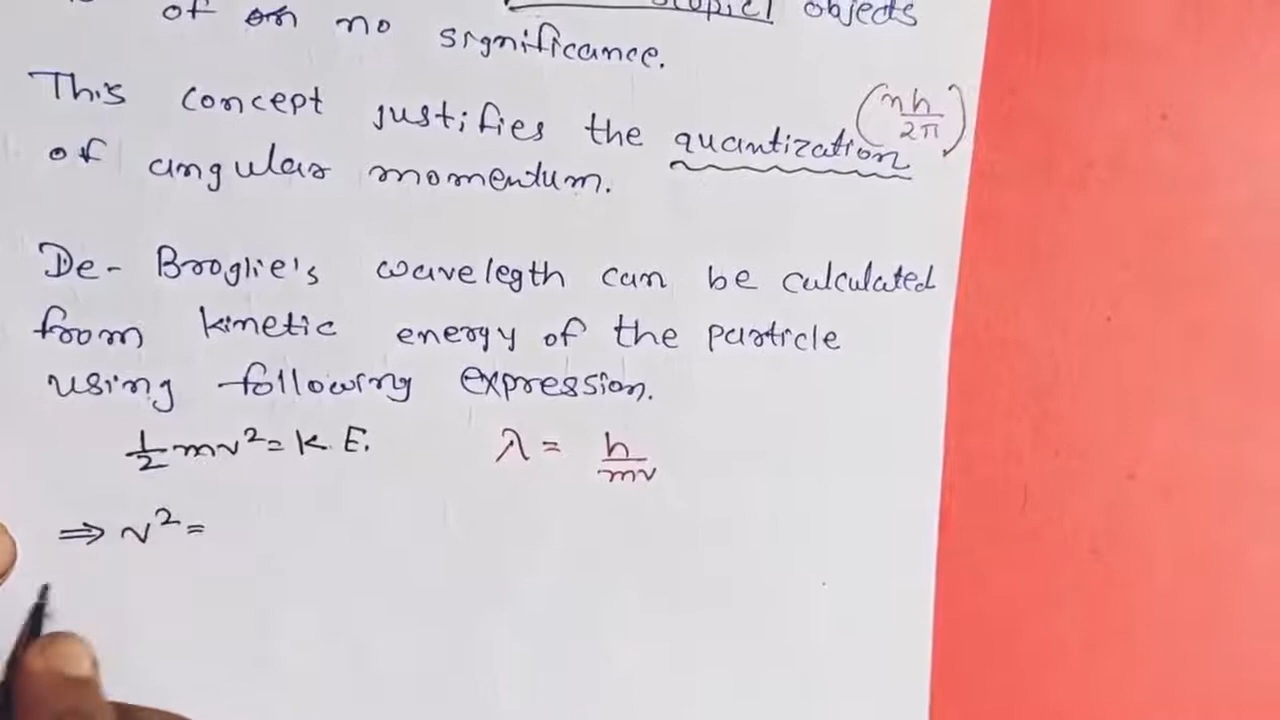 of no
objects
significance.
This concept justifies the quantization (nh/2π)
of angular momentum.
De- Broglie's wavelegth can be calculated
from kinetic energy of the particle
using following expression.
1/2 mv² = K.E. λ = h/mv
⇒ v² =